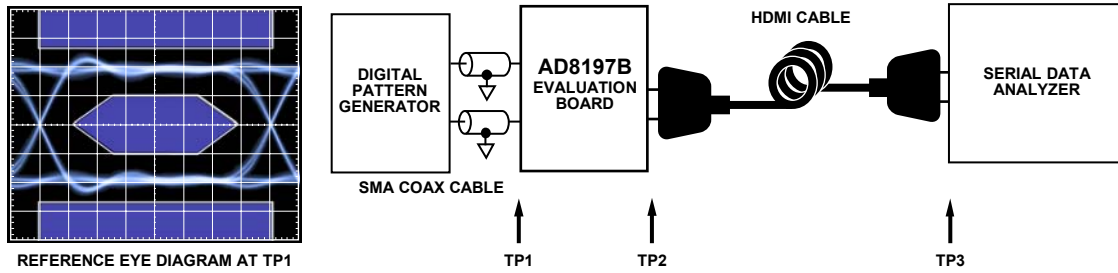 REFERENCE EYE DIAGRAM AT TP1
DIGITAL
PATTERN
GENERATOR
SMA COAX CABLE
AD8197B
EVALUATION
BOARD
HDMI CABLE
SERIAL DATA
ANALYZER
TP1
TP2
TP3